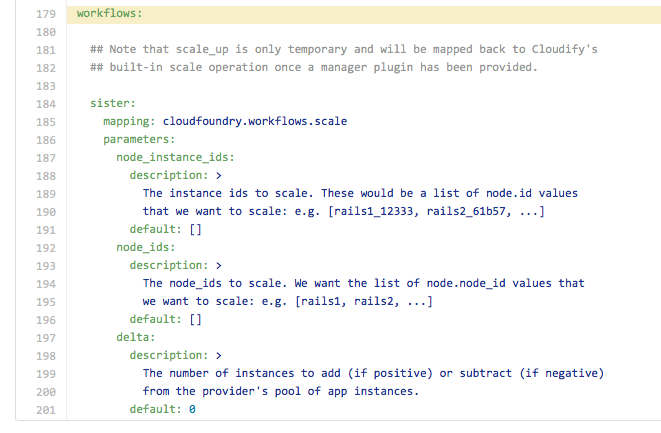 179 workflows:
180
181 ## Note that scale_up is only temporary and will be mapped back to Cloudify's
182 ## built-in scale operation once a manager plugin has been provided.
183
184 sister:
185 mapping: cloudfoundry.workflows.scale
186 parameters:
187 node_instance_ids:
188 description: >
189 The instance ids to scale. These would be a list of node.id values
190 that we want to scale: e.g. [rails1_12333, rails2_61b57, ...]
191 default: []
192 node_ids:
193 description: >
194 The node_ids to scale. We want the list of node.node_id values that
195 we want to scale: e.g. [rails1, rails2, ...]
196 default: []
197 delta:
198 description: >
199 The number of instances to add (if positive) or subtract (if negative)
200 from the provider's pool of app instances.
201 default: 0